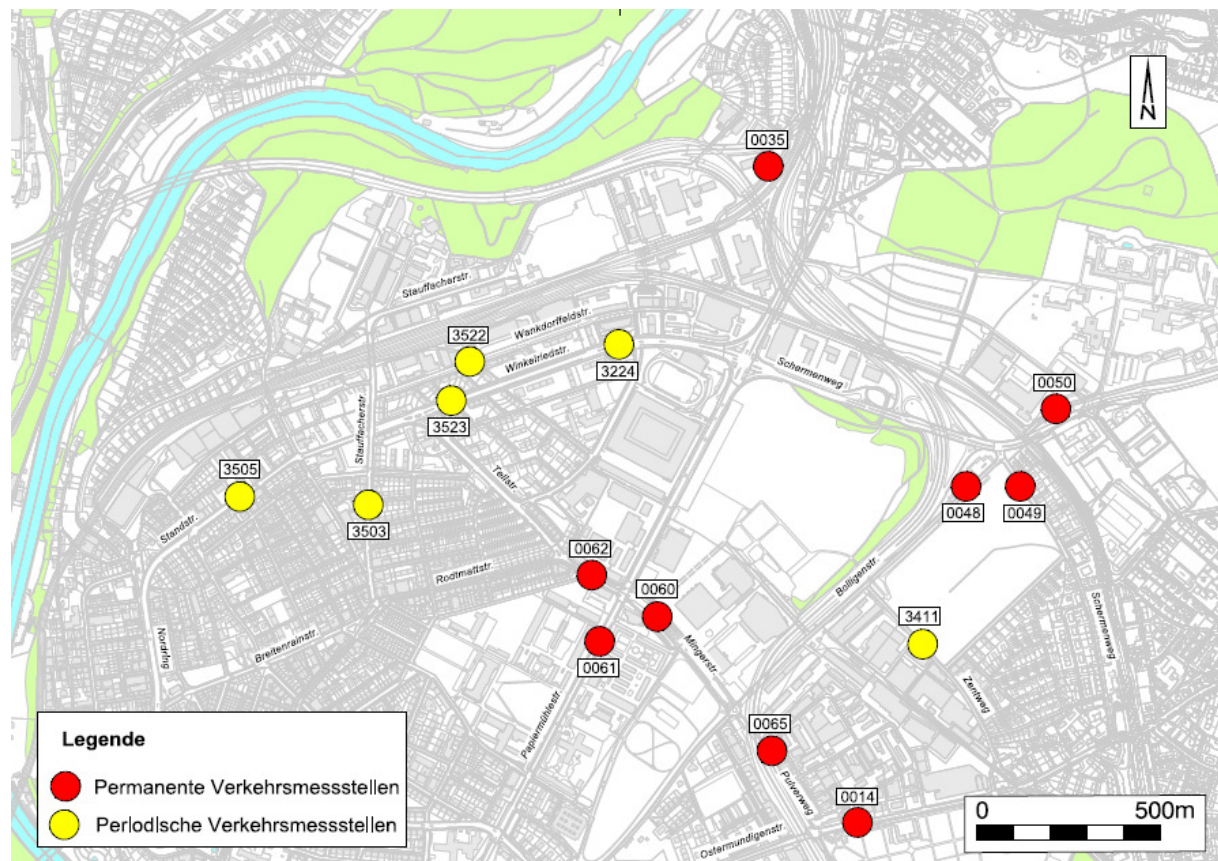 0035
N
Stauffacherstr.
3522
Wankdorffeldstr.
Winkelriedstr.
3224
Schermenweg
0050
3523
Stauffacherstr.
3505
Tellstr.
0048
0049
Standstr.
3503
0062
Rodtmattstr.
0060
Bolligenstr.
Schermenweg
3411
Nordring
Breitenrainstr.
0061
Mingerstr.
Zentweg
Papiermühlestr.
0065
Pulverweg
0014
Ostermundigenstr.
Legende
Permanente Verkehrsmessstellen
Periodische Verkehrsmessstellen
0 500m